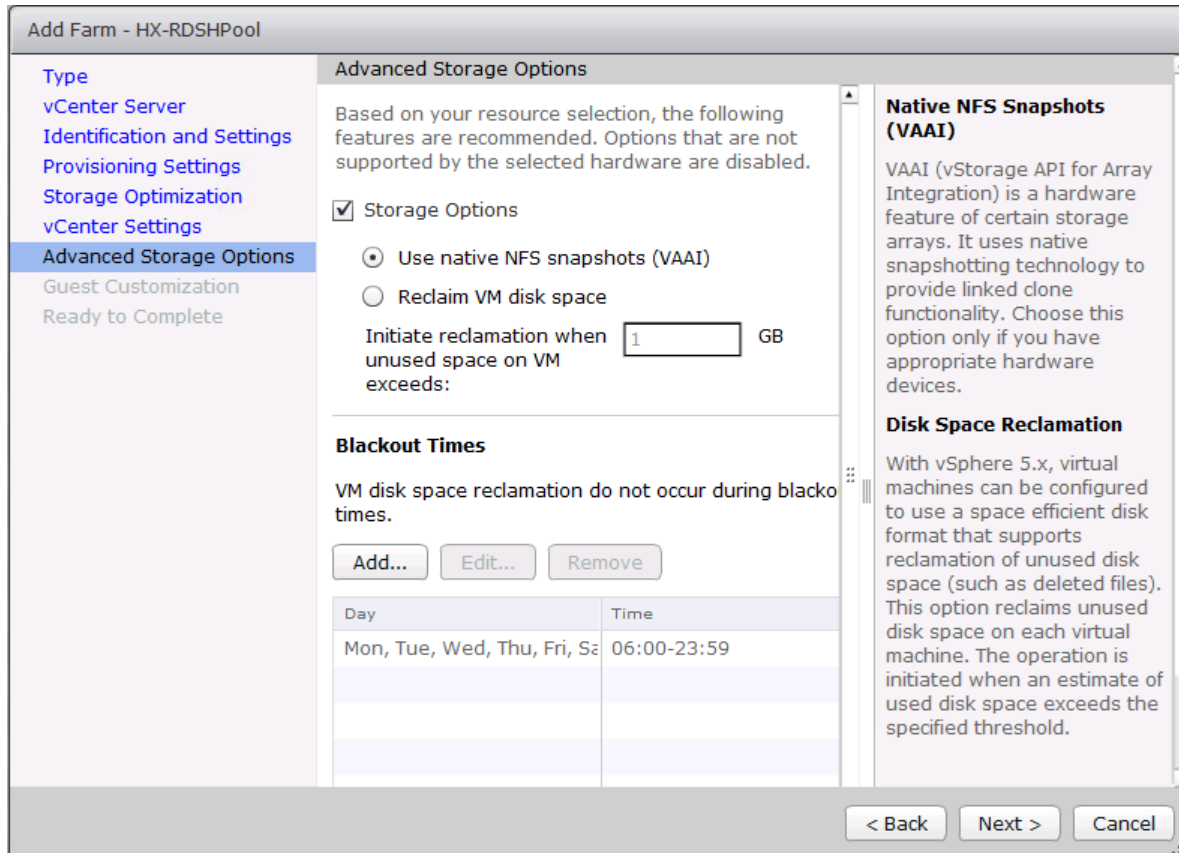 Add Farm - HX-RDSHPool
Type
vCenter Server
Identification and Settings
Provisioning Settings
Storage Optimization
vCenter Settings
Advanced Storage Options
Guest Customization
Ready to Complete
Advanced Storage Options
Based on your resource selection, the following
features are recommended. Options that are not
supported by the selected hardware are disabled.
Storage Options
Use native NFS snapshots (VAAI)
Reclaim VM disk space
Initiate reclamation when
unused space on VM
exceeds:
1 GB
Blackout Times
VM disk space reclamation do not occur during blacko
times.
Add... Edit... Remove
Day Time
Mon, Tue, Wed, Thu, Fri, Sa 06:00-23:59
Native NFS Snapshots
(VAAI)
VAAI (vStorage API for Array
Integration) is a hardware
feature of certain storage
arrays. It uses native
snapshotting technology to
provide linked clone
functionality. Choose this
option only if you have
appropriate hardware
devices.
Disk Space Reclamation
With vSphere 5.x, virtual
machines can be configured
to use a space efficient disk
format that supports
reclamation of unused disk
space (such as deleted files).
This option reclaims unused
disk space on each virtual
machine. The operation is
initiated when an estimate of
used disk space exceeds the
specified threshold.
< Back Next > Cancel